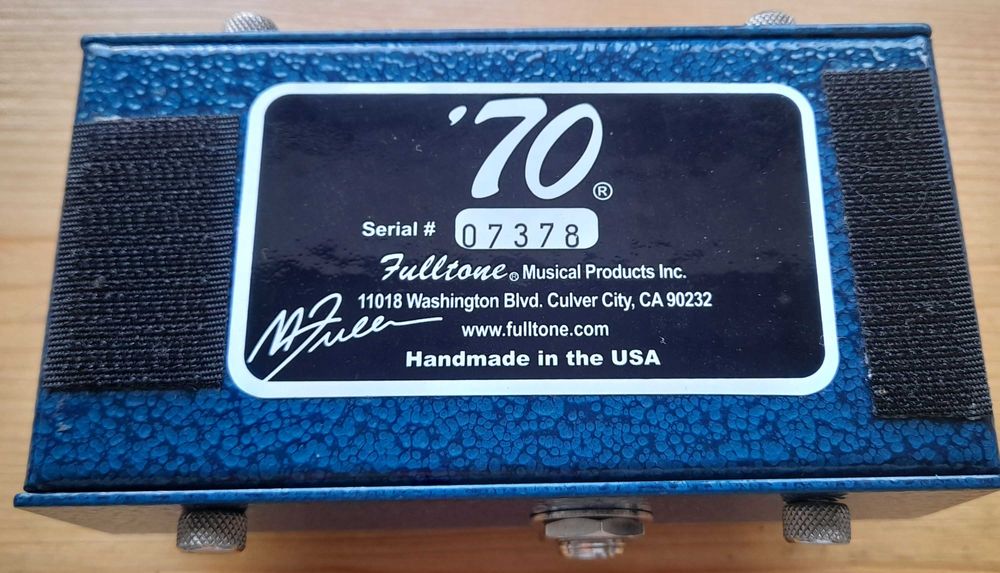 '70®
Serial # 07378
Fulltone® Musical Products Inc.
11018 Washington Blvd. Culver City, CA 90232
www.fulltone.com
Handmade in the USA